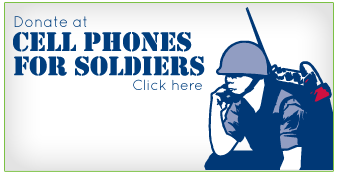 Donate at
CELL PHONES
FOR SOLDIERS
Click here